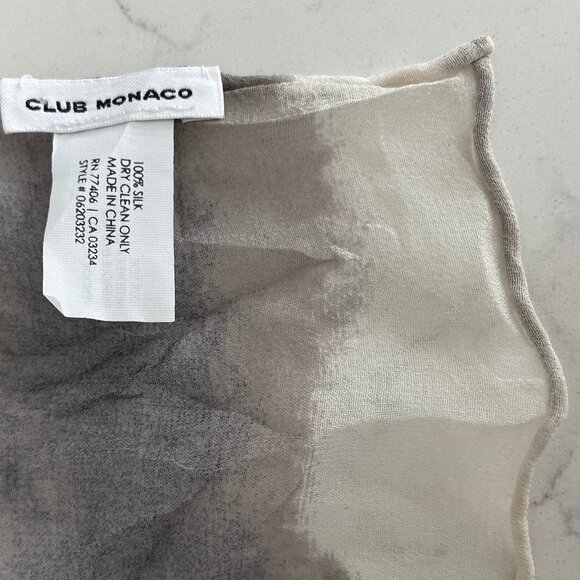 CLUB MONACO
100% SILK
DRY CLEAN ONLY
MADE IN CHINA
RN 77406 | CA 03234
STYLE # 06203232